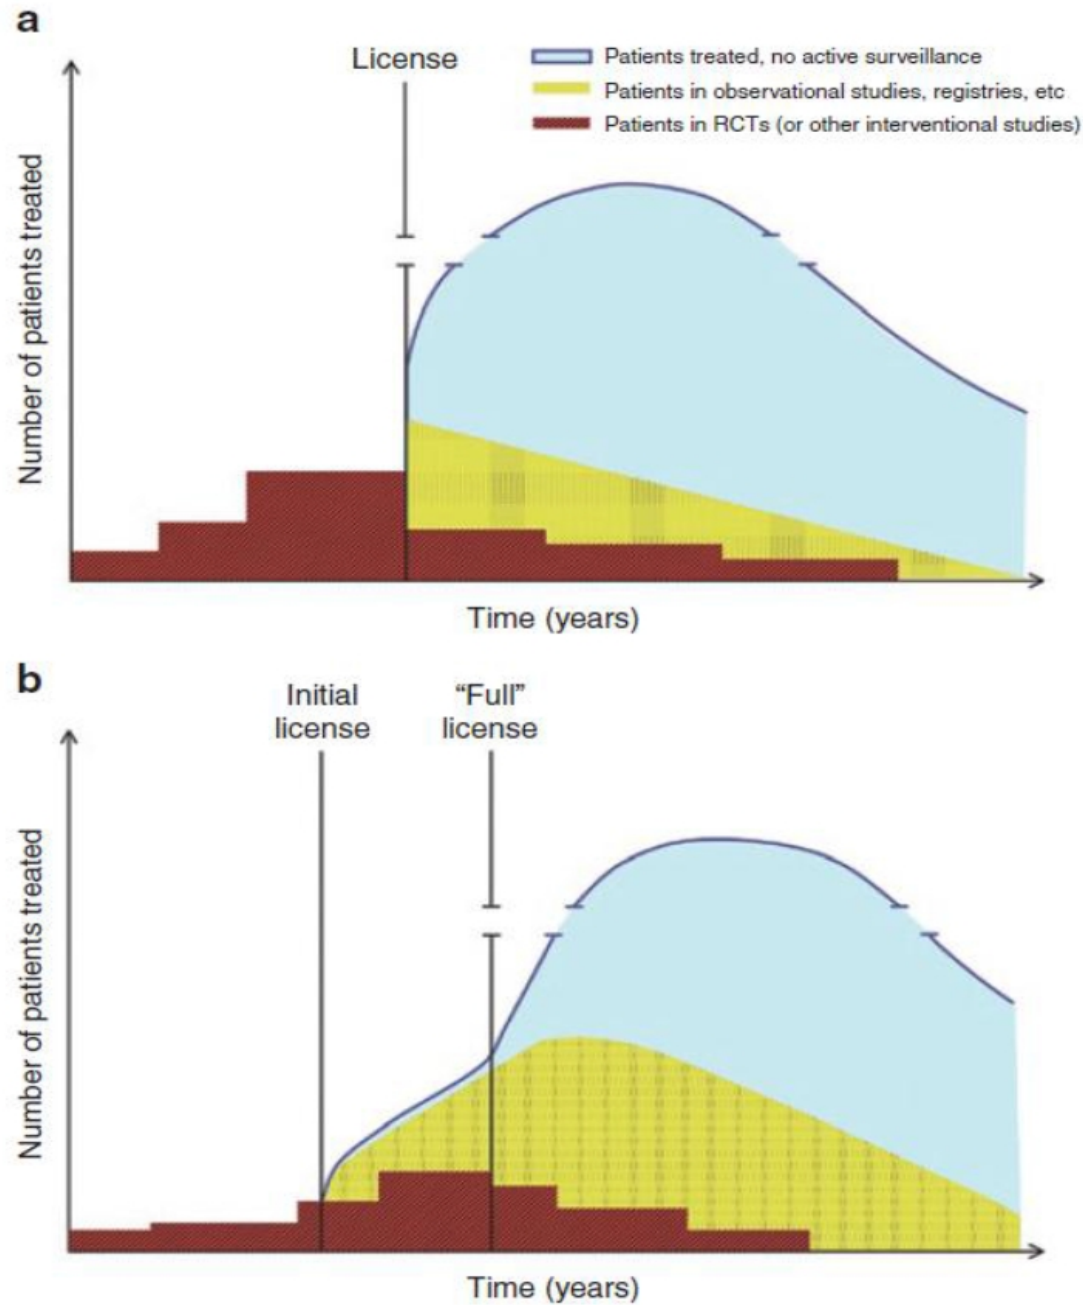 a
License
Patients treated, no active surveillance
Patients in observational studies, registries, etc
Patients in RCTs (or other interventional studies)
Number of patients treated
Time (years)
b
Initial
license
“Full”
license
Number of patients treated
Time (years)